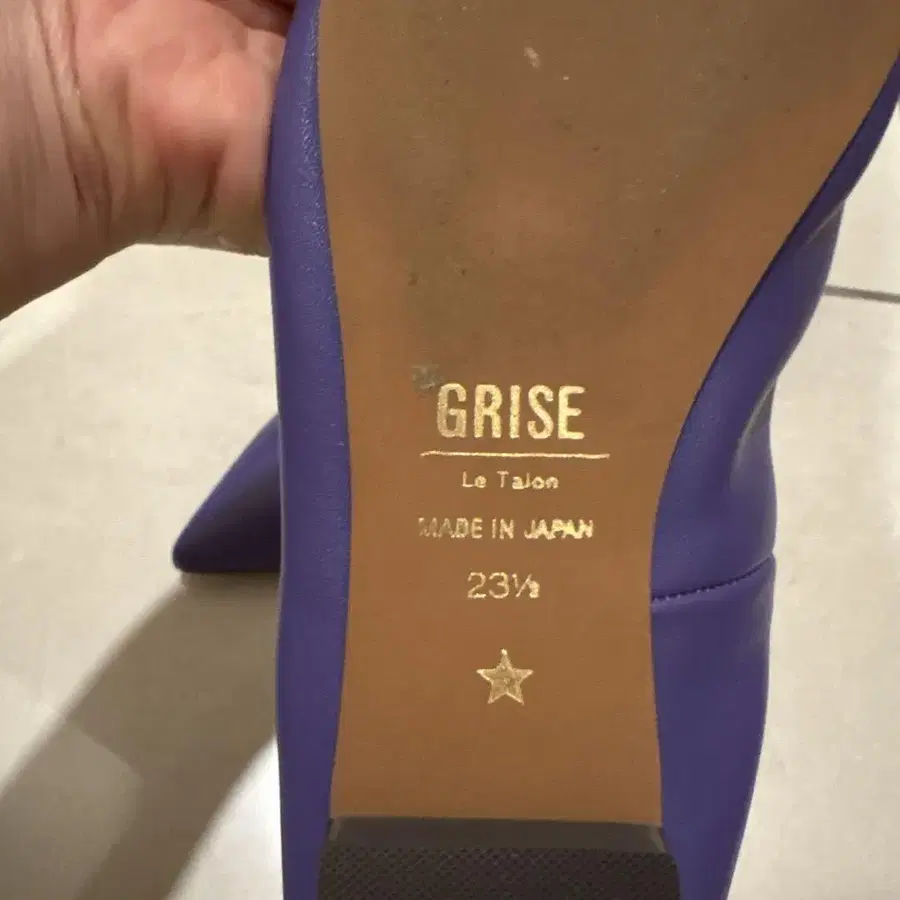 GRISE
Le Talon
MADE IN JAPAN
23½